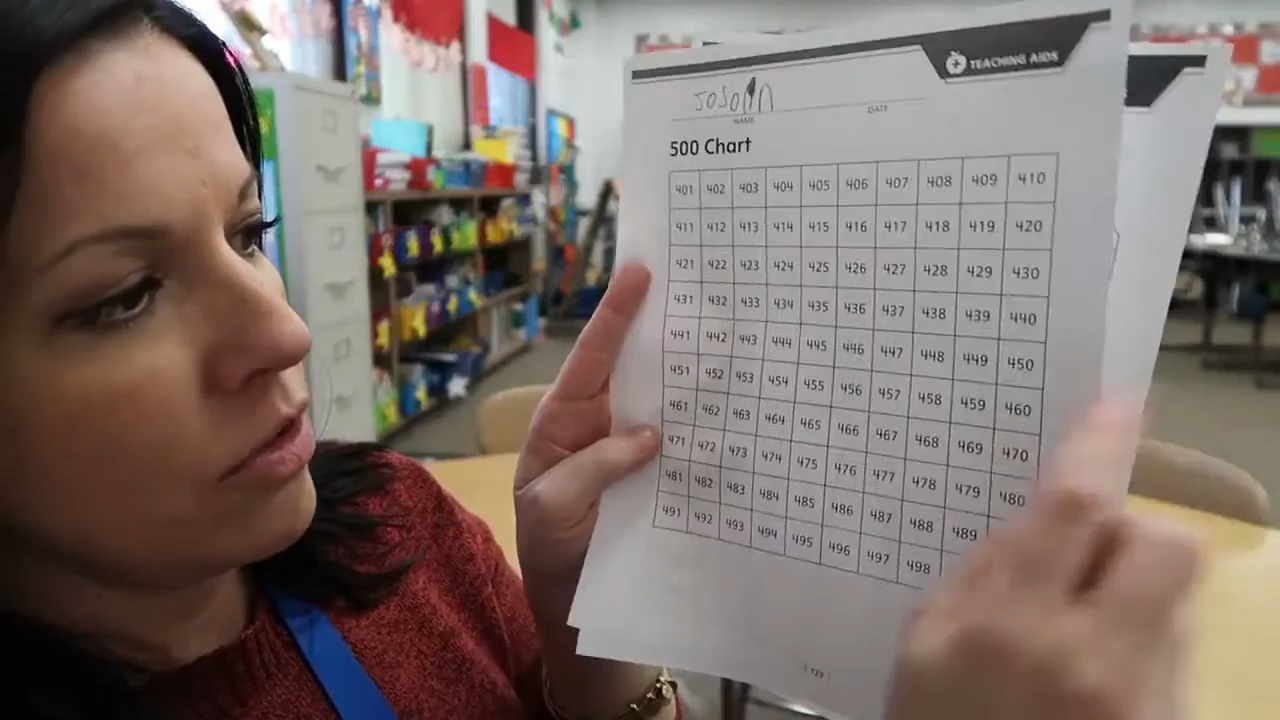 TEACHING AIDS
NAME DATE
500 Chart
401 402 403 404 405 406 407 408 409 410
411 412 413 414 415 416 417 418 419 420
421 422 423 424 425 426 427 428 429 430
431 432 433 434 435 436 437 438 439 440
441 442 443 444 445 446 447 448 449 450
451 452 453 454 455 456 457 458 459 460
461 462 463 464 465 466 467 468 469 470
471 472 473 474 475 476 477 478 479 480
481 482 483 484 485 486 487 488 489
491 492 493 494 495 496 497 498